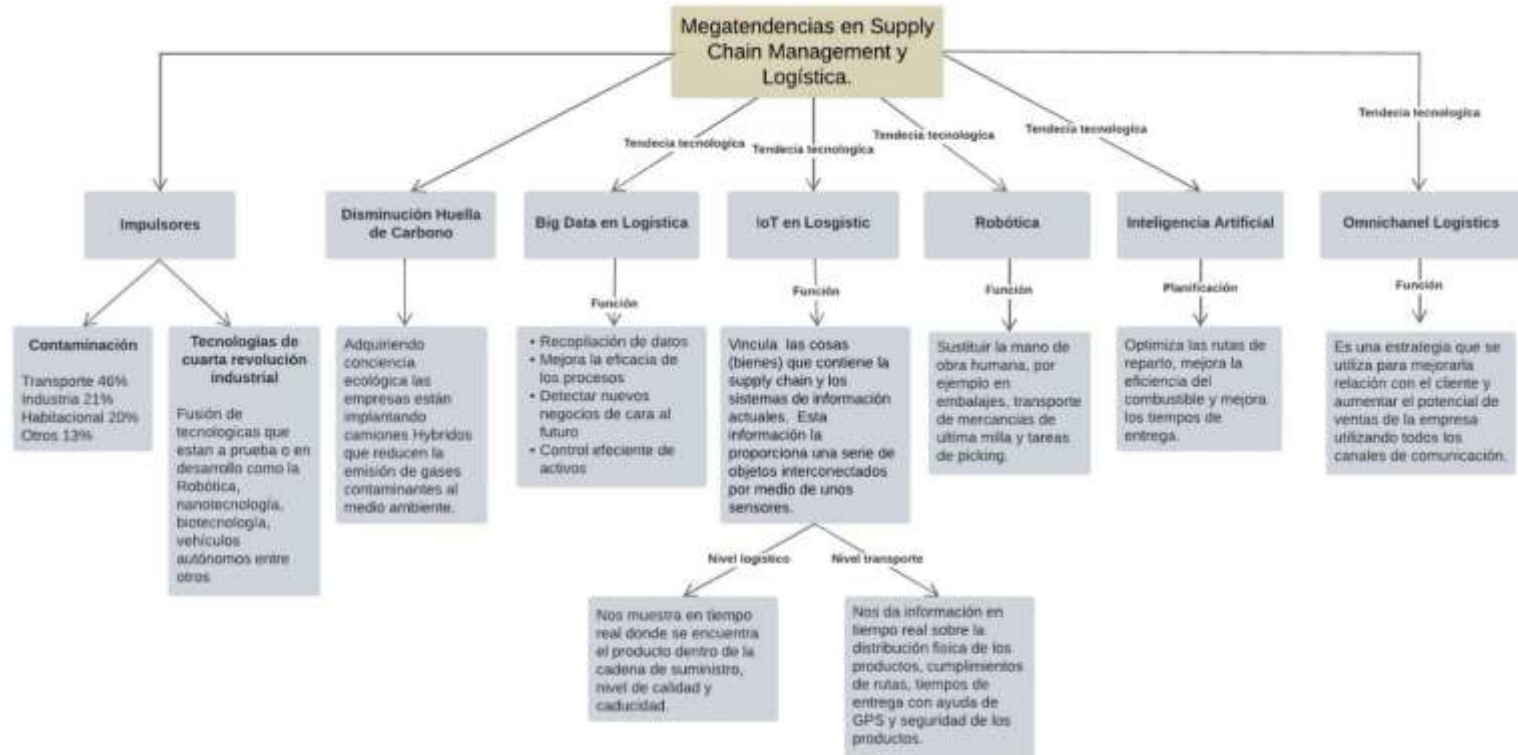 Megatendencias en Supply
Chain Management y
Logística.
Tendecia tecnologica
Tendecia tecnologica
Tendecia tecnologica
Tendecia tecnologica
Tendecia tecnologica
Impulsores
Disminución Huella
de Carbono
Big Data en Logistica
IoT en Losgistic
Robótica
Inteligencia Artificial
Omnichanel Logistics
Función
Función
Función
Planificación
Función
Contaminación
Transporte 46%
Industria 21%
Habitacional 20%
Otros 13%
Tecnologias de
cuarta revolución
industrial
Fusión de
tecnologicas que
estan a prueba o en
desarrollo como la
Robótica,
nanotecnología,
biotecnología,
vehículos
autónomos entre
otros
Adquiriendo
conciencia
ecológica las
empresas están
implantando
camiones Hybridos
que reducen la
emisión de gases
contaminantes al
medio ambiente.
• Recopilación de datos
• Mejora la eficacia de
los procesos
• Detectar nuevos
negocios de cara al
futuro
• Control efeciente de
activos
Vincula las cosas
(bienes) que contiene la
supply chain y los
sistemas de información
actuales. Esta
información la
proporciona una serie de
objetos interconectados
por medio de unos
sensores.
Sustituir la mano de
obra humana, por
ejemplo en
embalajes, transporte
de mercancias de
ultima milla y tareas
de picking.
Optimiza las rutas de
reparto, mejora la
eficiencia del
combustible y mejora
los tiempos de
entrega.
Es una estrategia que se
utiliza para mejorarla
relación con el cliente y
aumentar el potencial de
ventas de la empresa
utilizando todos los
canales de comunicación.
Nivel logistico
Nivel transporte
Nos muestra en tiempo
real donde se encuentra
el producto dentro de la
cadena de suministro,
nivel de calidad y
caducidad.
Nos da información en
tiempo real sobre la
distribución fisica de los
productos, cumplimientos
de rutas, tiempos de
entrega con ayuda de
GPS y seguridad de los
productos.